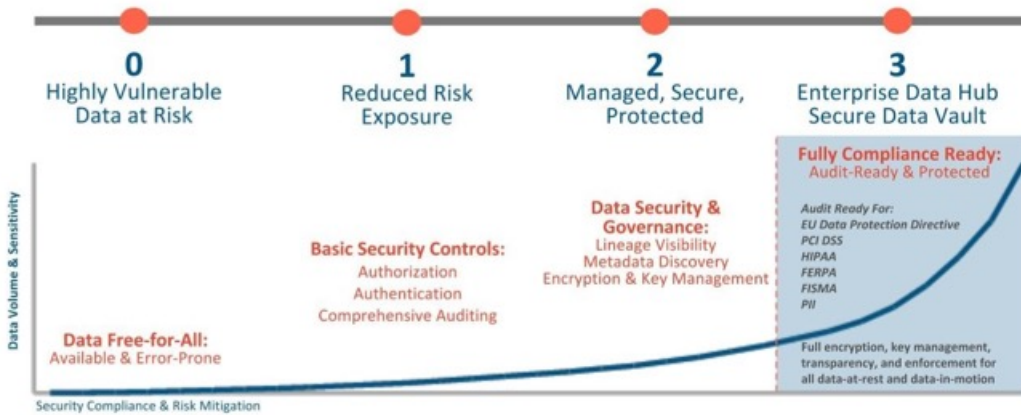 0
Highly Vulnerable
Data at Risk
1
Reduced Risk
Exposure
2
Managed, Secure,
Protected
3
Enterprise Data Hub
Secure Data Vault
Data Volume & Sensitivity
Data Free-for-All:
Available & Error-Prone
Basic Security Controls:
Authorization
Authentication
Comprehensive Auditing
Data Security &
Governance:
Lineage Visibility
Metadata Discovery
Encryption & Key Management
Fully Compliance Ready:
Audit-Ready & Protected
Audit Ready For:
EU Data Protection Directive
PCI DSS
HIPAA
FERPA
FISMA
PII
Full encryption, key management,
transparency, and enforcement for
all data-at-rest and data-in-motion
Security Compliance & Risk Mitigation